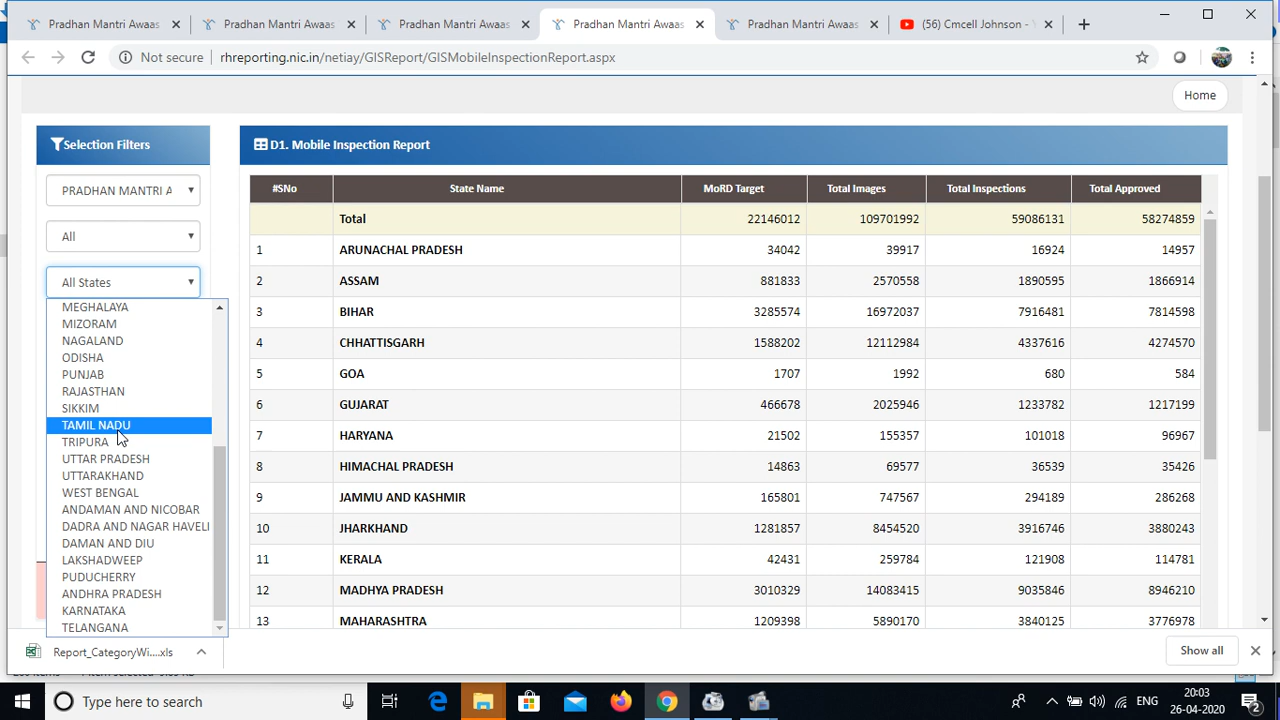 Pradhan Mantri Awaas
Pradhan Mantri Awaas
Pradhan Mantri Awaas
Pradhan Mantri Awaas
Pradhan Mantri Awaas
(56) Cmcell Johnson -
Not secure
rhreporting.nic.in/netiay/GISReport/GISMobileInspectionReport.aspx
Home
Selection Filters
PRADHAN MANTRI A
All
All States
MEGHALAYA
MIZORAM
NAGALAND
ODISHA
PUNJAB
RAJASTHAN
SIKKIM
TAMIL NADU
TRIPURA
UTTAR PRADESH
UTTARAKHAND
WEST BENGAL
ANDAMAN AND NICOBAR
DADRA AND NAGAR HAVELI
DAMAN AND DIU
LAKSHADWEEP
PUDUCHERRY
ANDHRA PRADESH
KARNATAKA
TELANGANA
D1. Mobile Inspection Report
#SNo State Name MoRD Target Total Images Total Inspections Total Approved
Total 22146012 109701992 59086131 58274859
1 ARUNACHAL PRADESH 34042 39917 16924 14957
2 ASSAM 881833 2570558 1890595 1866914
3 BIHAR 3285574 16972037 7916481 7814598
4 CHHATTISGARH 1588202 12112984 4337616 4274570
5 GOA 1707 1992 680 584
6 GUJARAT 466678 2025946 1233782 1217199
7 HARYANA 21502 155357 101018 96967
8 HIMACHAL PRADESH 14863 69577 36539 35426
9 JAMMU AND KASHMIR 165801 747567 294189 286268
10 JHARKHAND 1281857 8454520 3916746 3880243
11 KERALA 42431 259784 121908 114781
12 MADHYA PRADESH 3010329 14083415 9035846 8946210
13 MAHARASHTRA 1209398 5890170 3840125 3776978
Report_CategoryWi....xls
Show all
Type here to search
ENG
20:03
26-04-2020
2